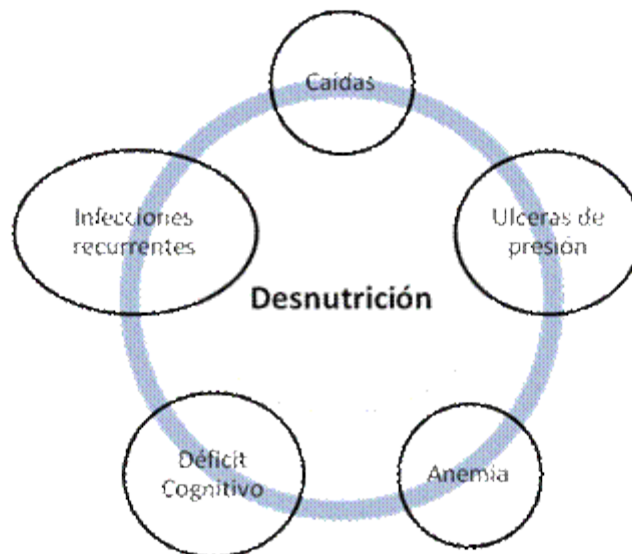 Caídas
Infecciones
recurrentes
Ulceras de
presión
Desnutrición
Déficit
Cognitivo
Anemia